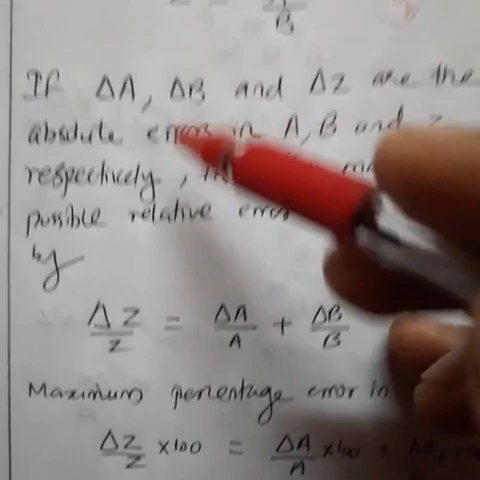 = A/B
If ΔA, ΔB and ΔZ are the
absolute errors in A, B and z
respectively,
possible relative error
by
ΔZ/Z = ΔA/A + ΔB/B
Maximum percentage error in
ΔZ/Z ×100 = ΔA/A ×100 +